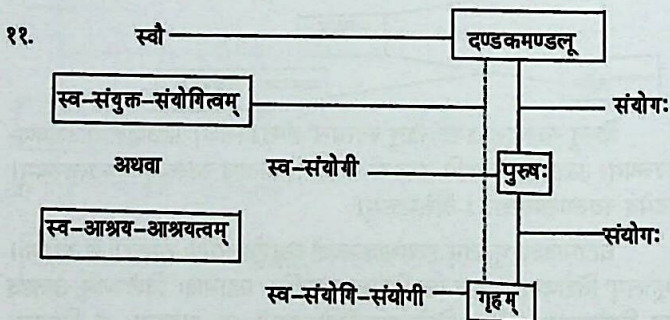 ११. स्वौ दण्डकमण्डलू
स्व-संयुक्त-संयोगित्वम् संयोगः
अथवा स्व-संयोगी पुरुषः
स्व-आश्रय-आश्रयत्वम् संयोगः
स्व-संयोगि-संयोगी गृहम्